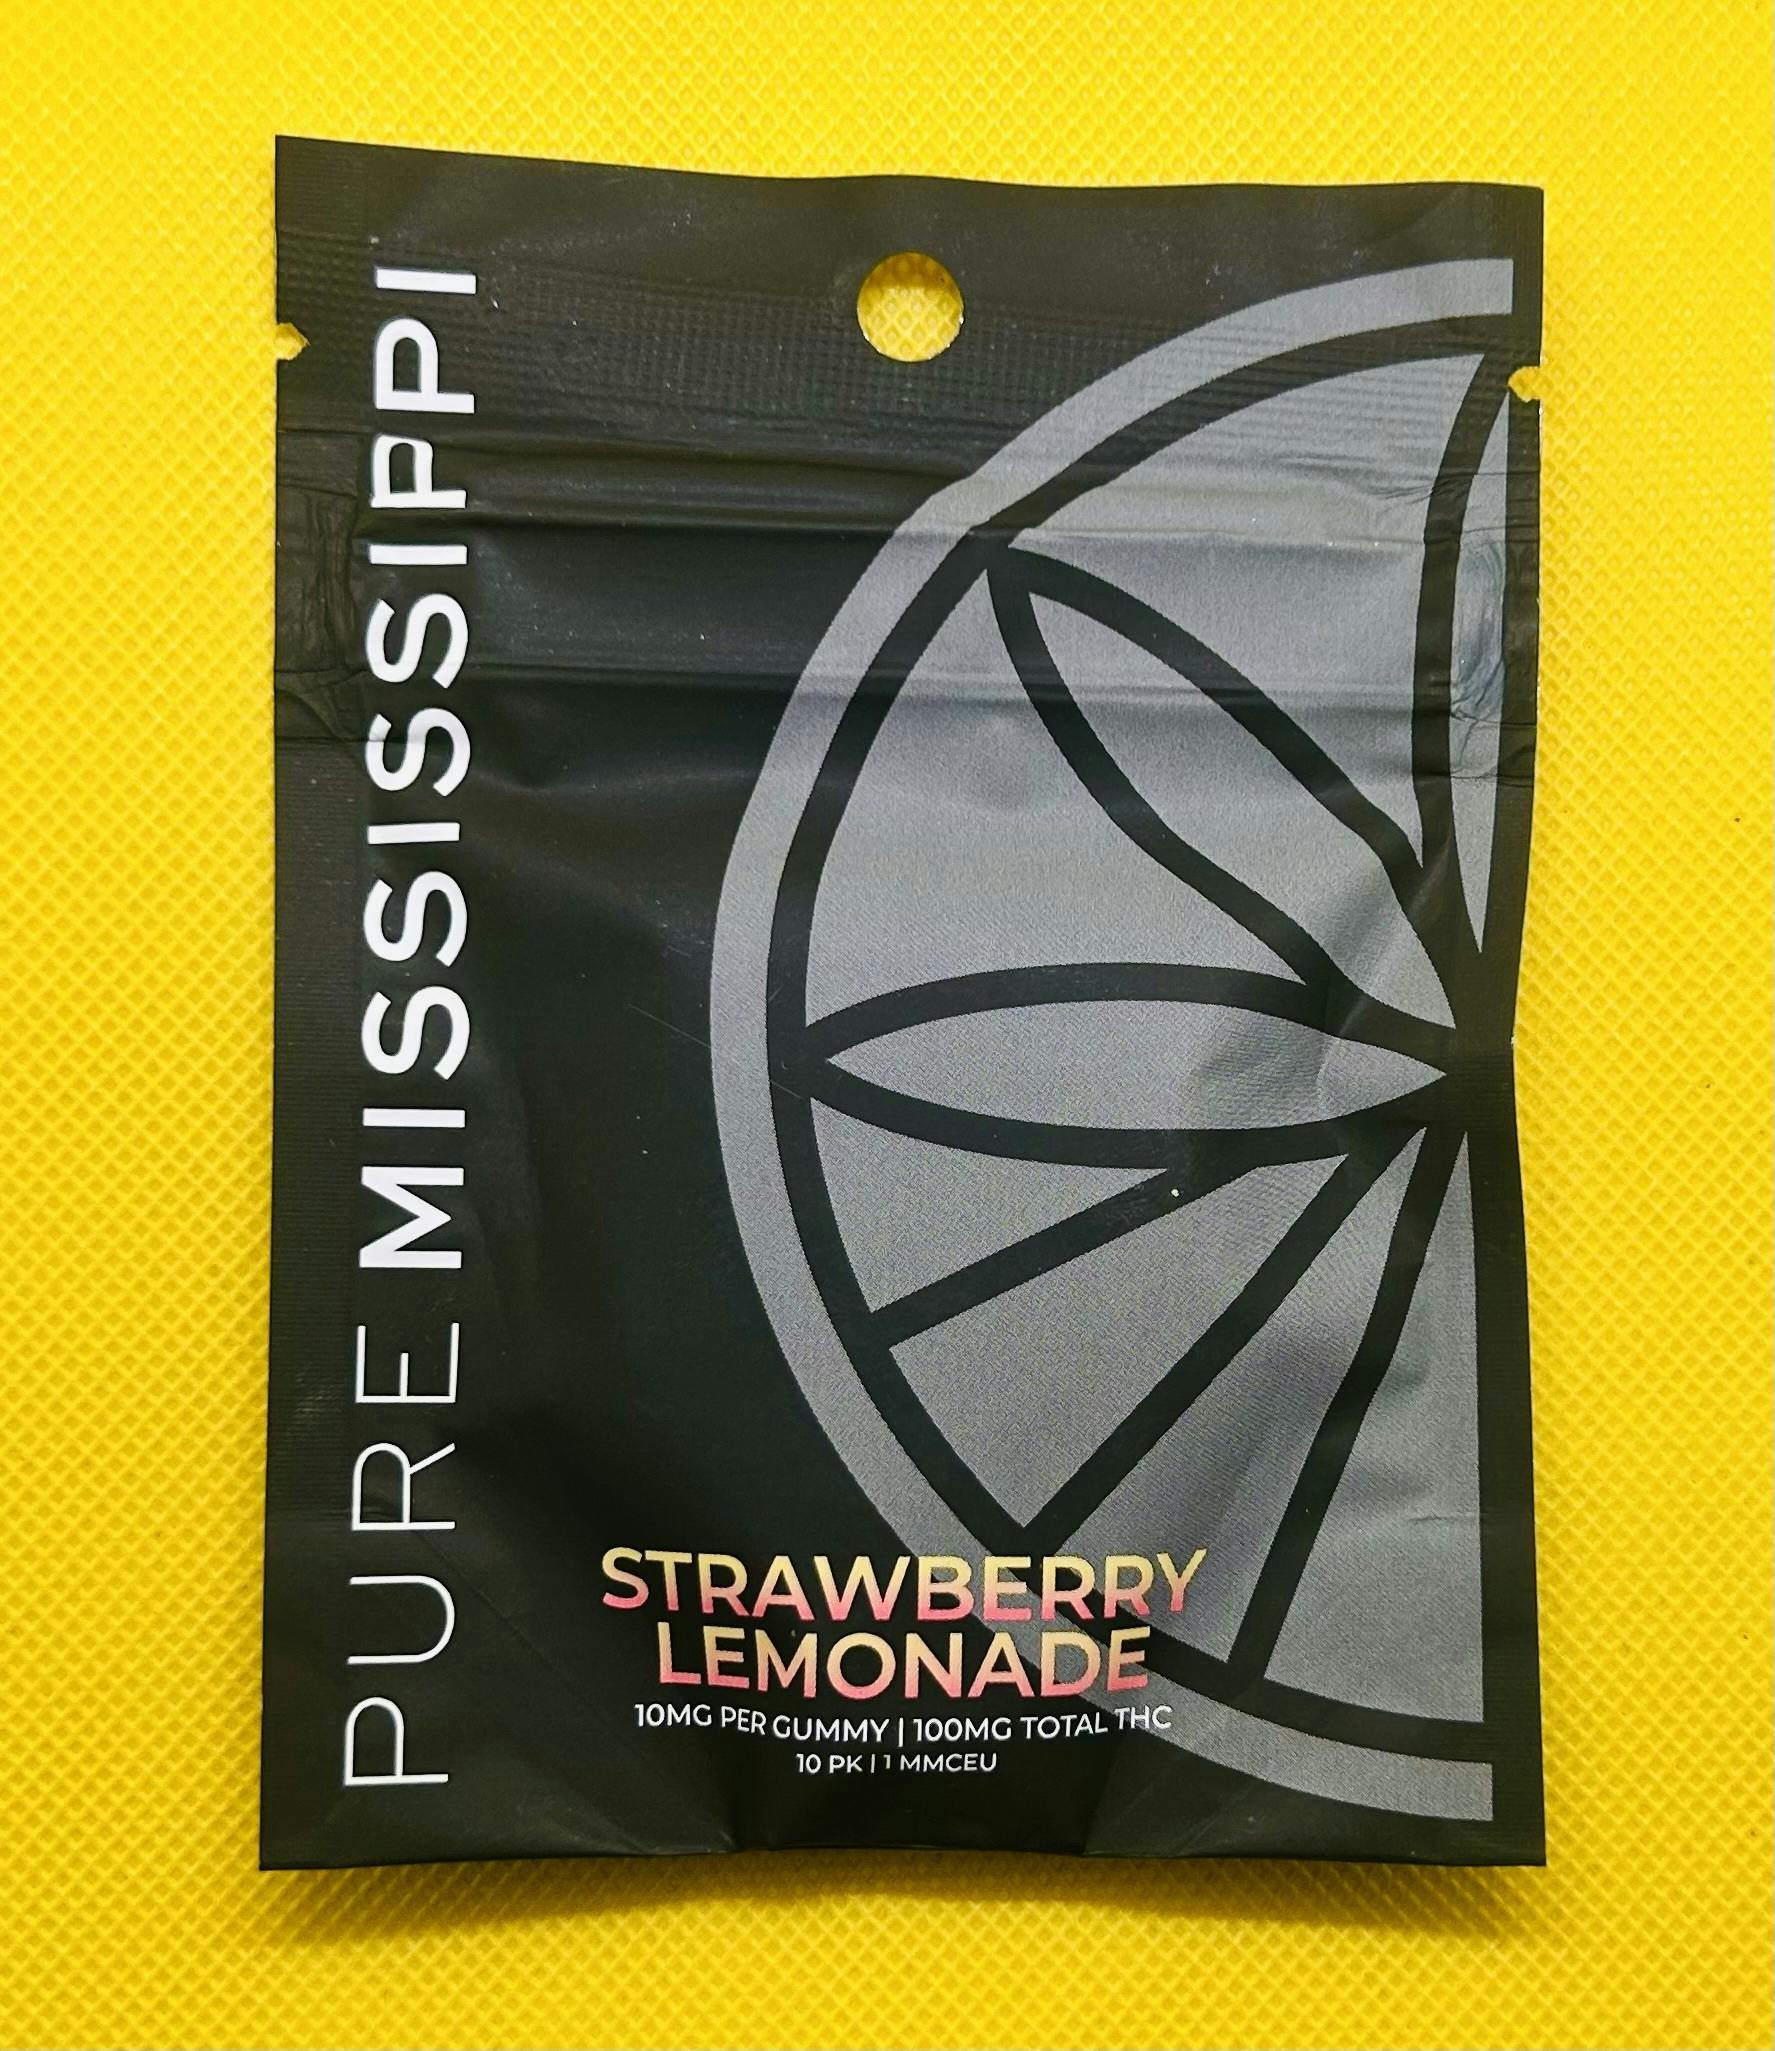 PURE MISSISSIPPI
STRAWBERRY
LEMONADE
10MG PER GUMMY | 100MG TOTAL THC
10 PK | 1 MMCEU